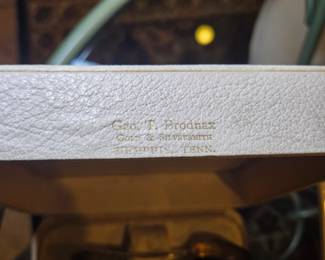 Geo. T. Brodnax
Gold & Silversmith
MEMPHIS, TENN.